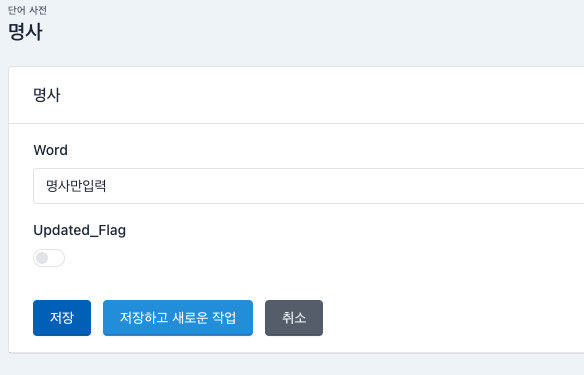 단어 사전
명사
명사
Word
명사만입력
Updated_Flag
저장 저장하고 새로운 작업 취소